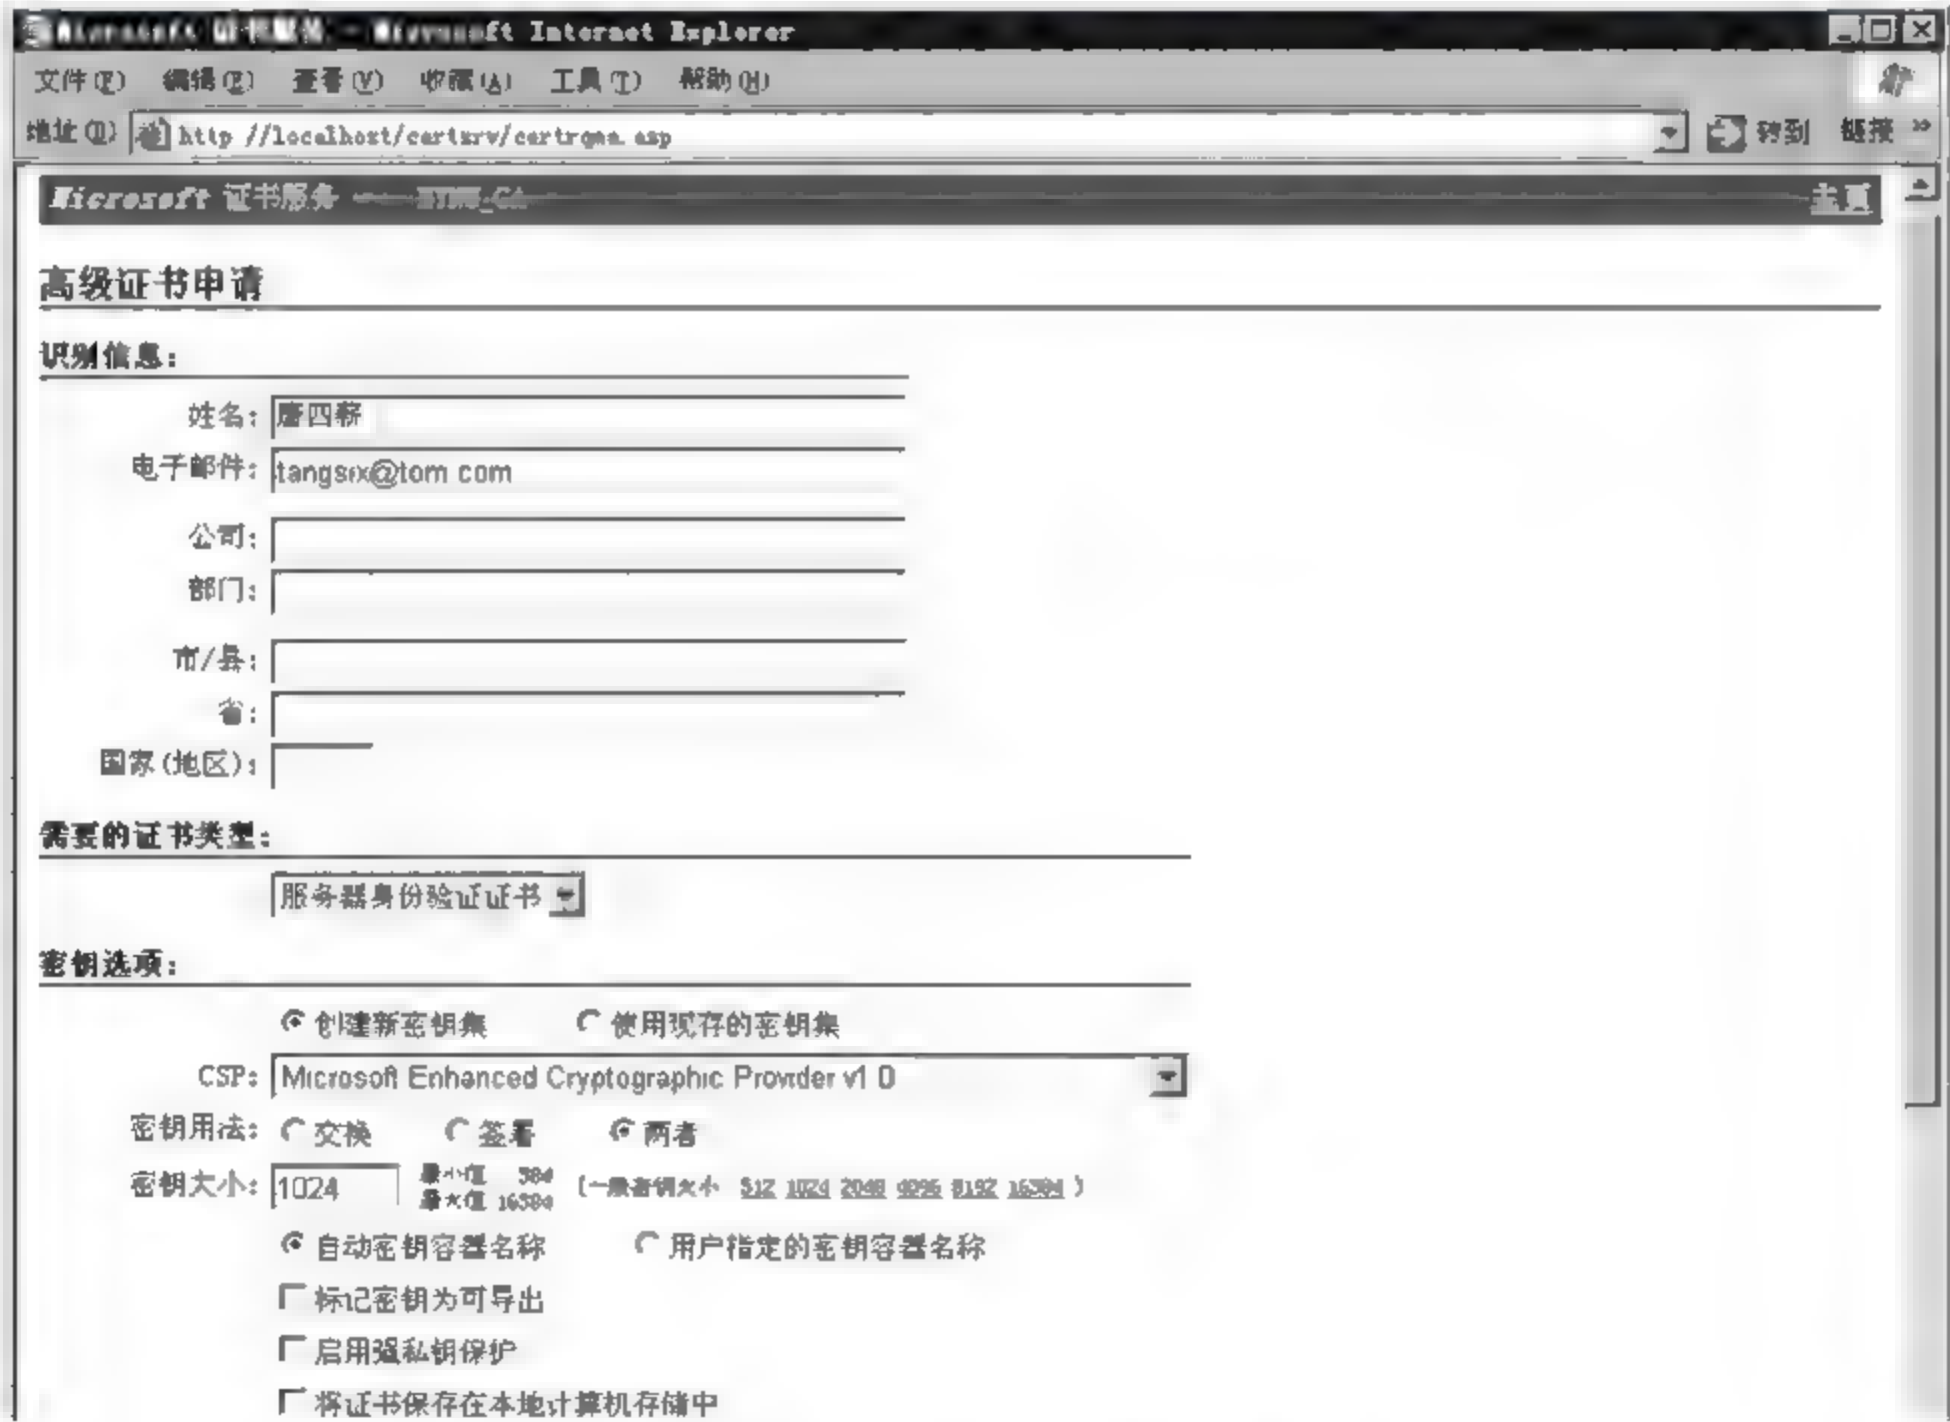 Microsoft 证书服务 - Microsoft Internet Explorer
文件(F) 编辑(E) 查看(V) 收藏(A) 工具(T) 帮助(H)
地址(D) http //localhost/certsrv/certrqma.asp 转到 链接 »
Microsoft 证书服务 主页
高级证书申请
识别信息:
姓名: 唐四薪
电子邮件: tangsix@tom com
公司:
部门:
市/县:
省:
国家(地区):
需要的证书类型:
服务器身份验证证书
密钥选项:
创建新密钥集 使用现存的密钥集
CSP: Microsoft Enhanced Cryptographic Provider v1 0
密钥用法: 交换 签署 两者
密钥大小: 1024 最小值 384 最大值 16384 (一般密钥大小 512 1024 2048 4096 8192 16384 )
自动密钥容器名称 用户指定的密钥容器名称
标记密钥为可导出
启用强私钥保护
将证书保存在本地计算机存储中